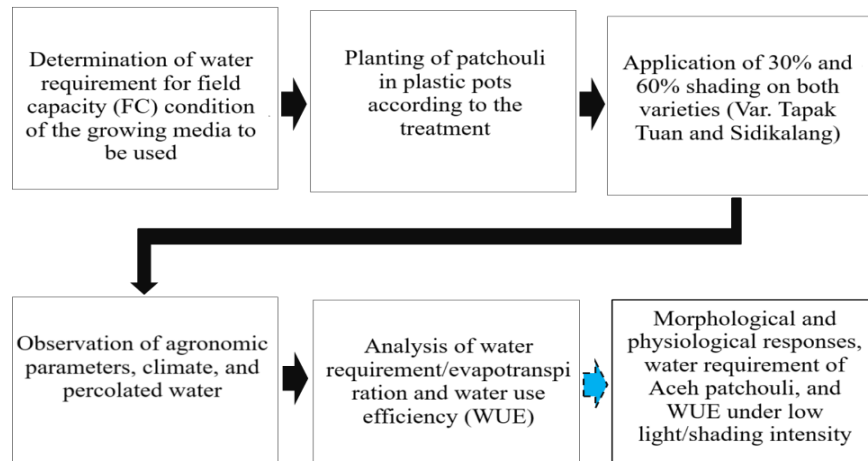 Determination of water
requirement for field
capacity (FC) condition
of the growing media to
be used
Planting of patchouli
in plastic pots
according to the
treatment
Application of 30% and
60% shading on both
varieties (Var. Tapak
Tuan and Sidikalang)
Observation of agronomic
parameters, climate, and
percolated water
Analysis of water
requirement/evapotranspi
ration and water use
efficiency (WUE)
Morphological and
physiological responses,
water requirement of
Aceh patchouli, and
WUE under low
light/shading intensity